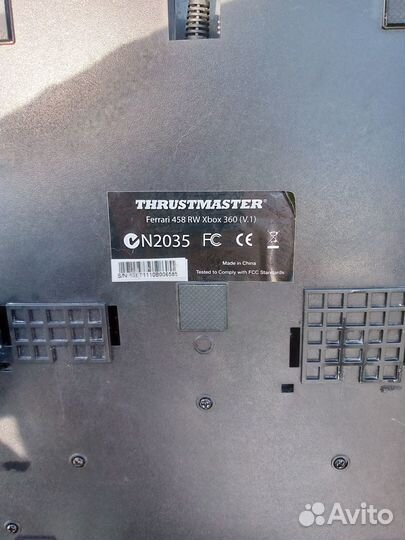 THRUSTMASTER®
Ferrari 458 RW Xbox 360 (V.1)
N2035 FC CE
Made in China
Tested to Comply with FCC Standards
S/N
Avito